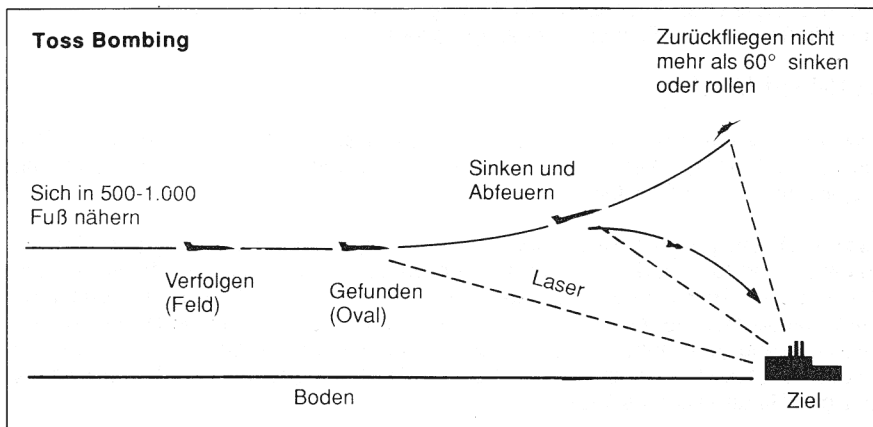 Toss Bombing
Zurückfliegen nicht
mehr als 60° sinken
oder rollen
Sinken und
Abfeuern
Sich in 500-1.000
Fuß nähern
Verfolgen
(Feld)
Gefunden
(Oval)
Laser
Boden
Ziel